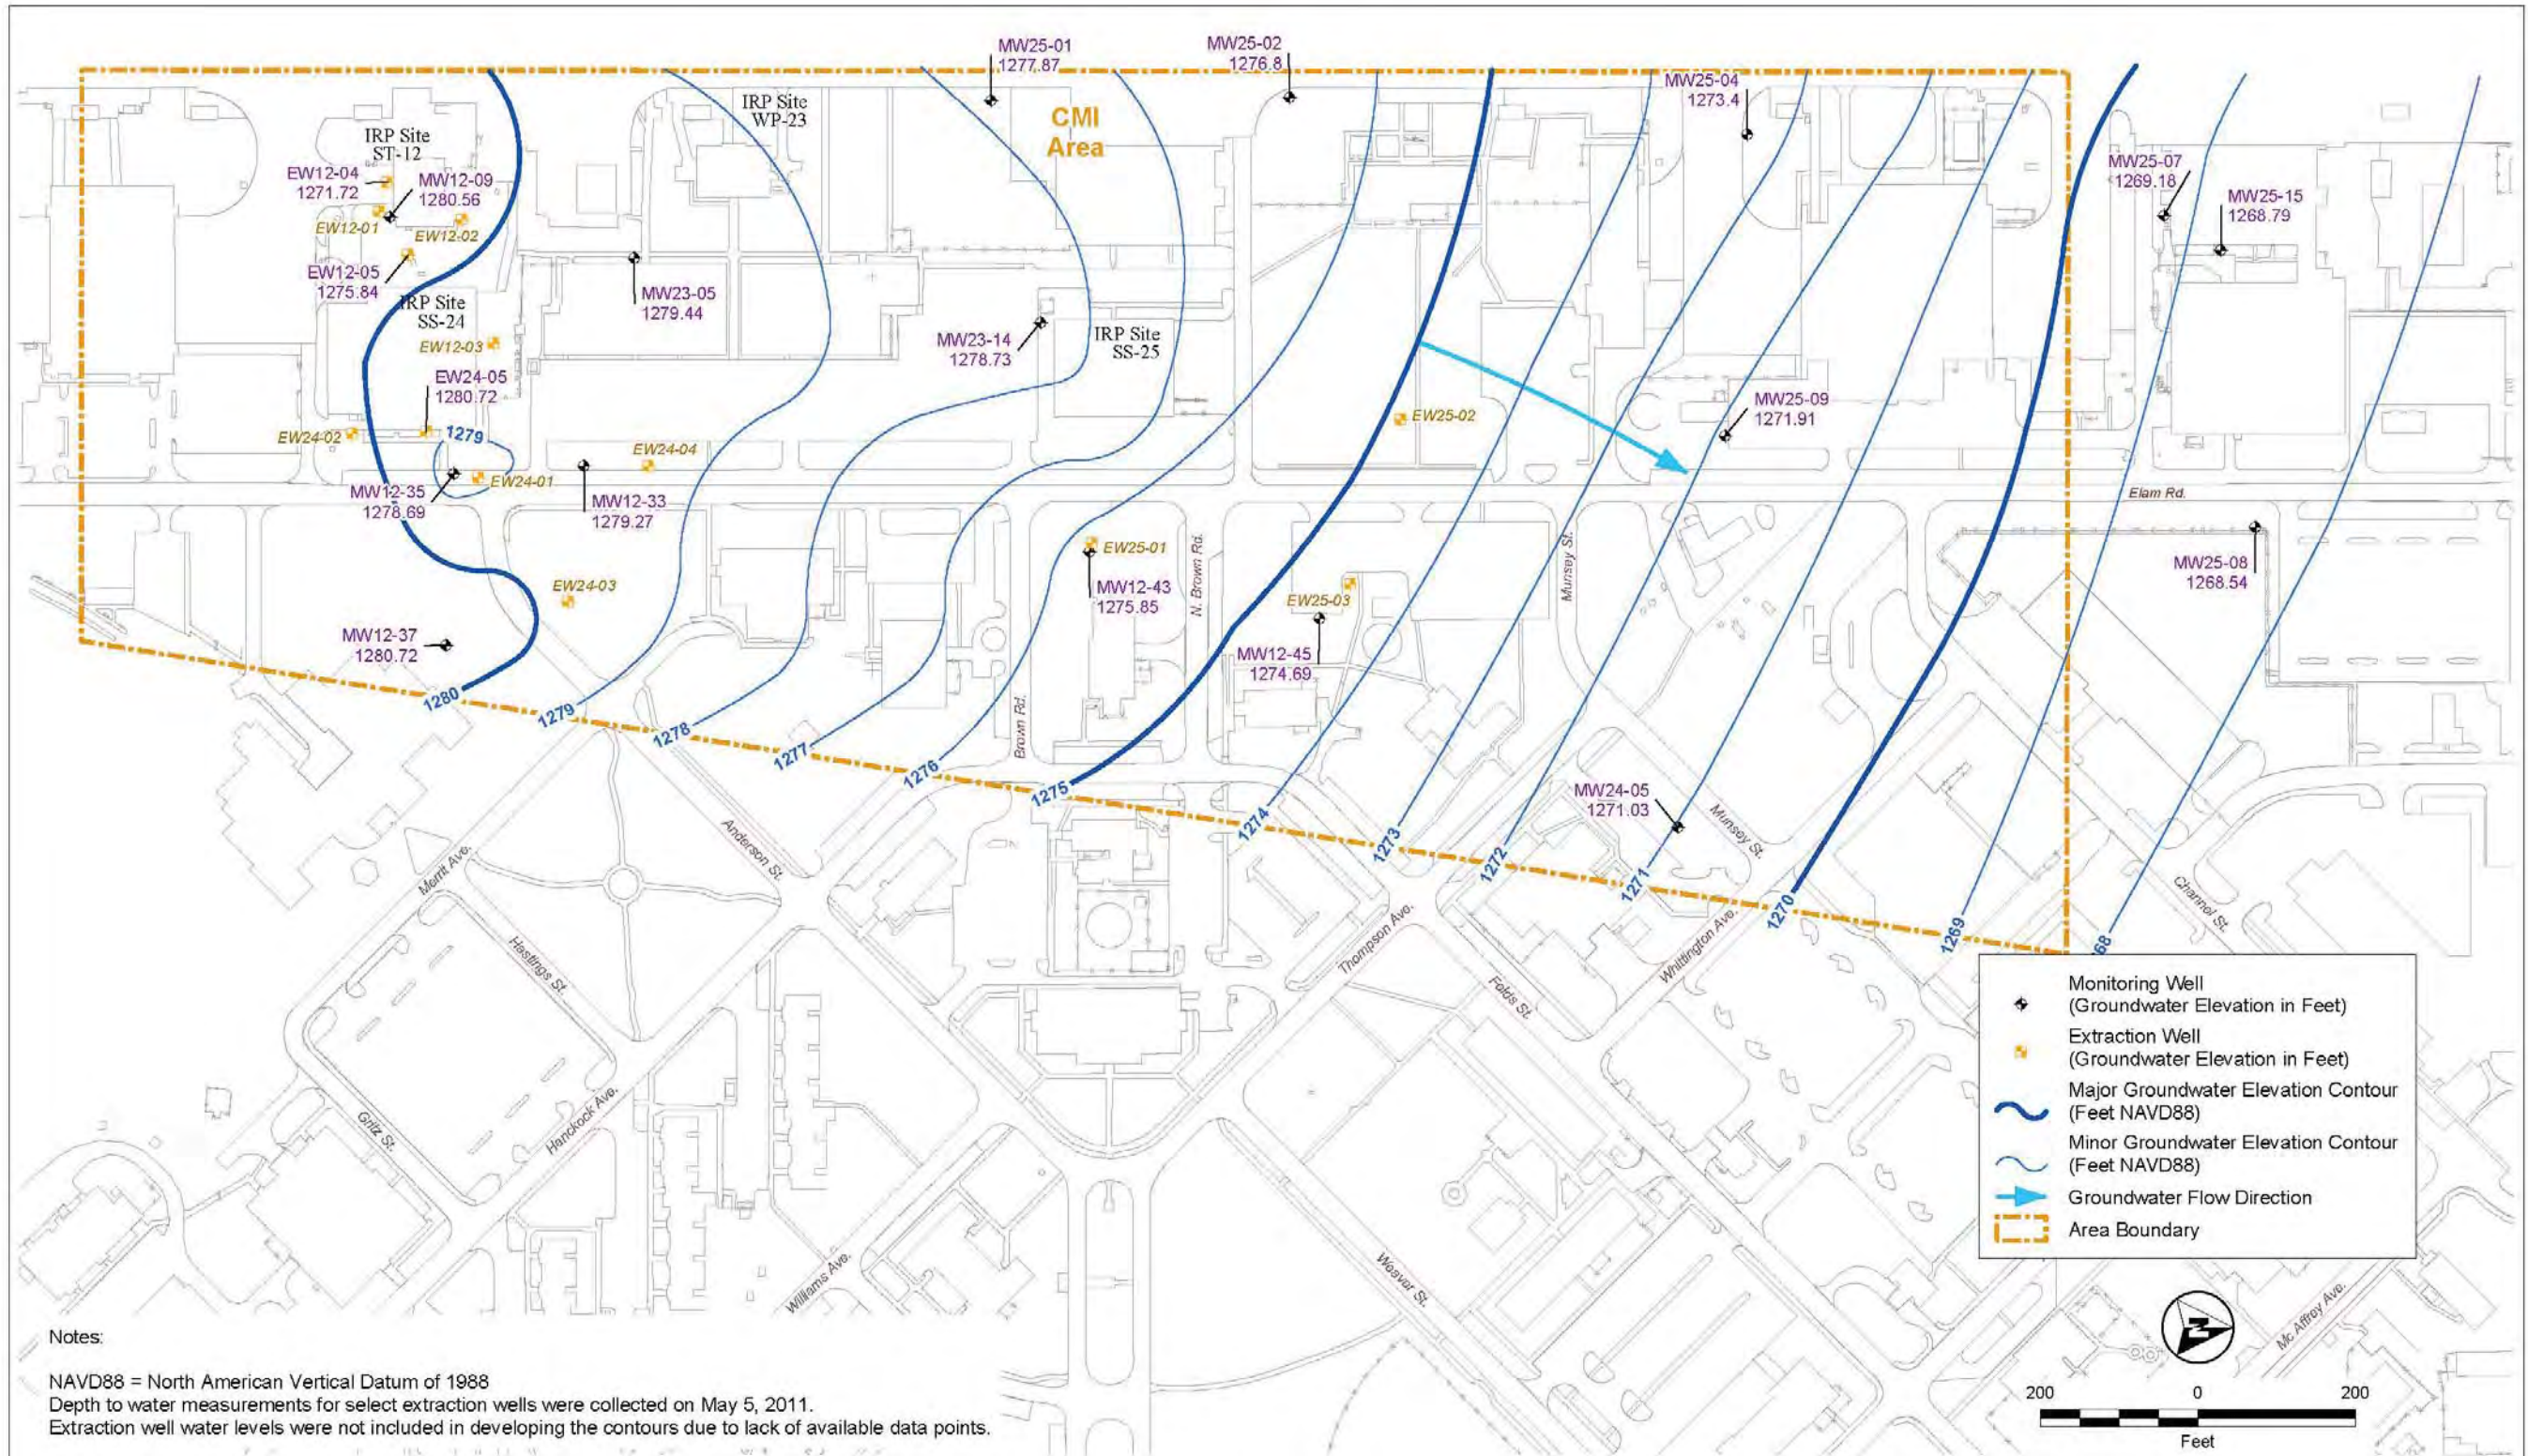 MW25-01
1277.87
MW25-02
1276.8
MW25-04
1273.4
IRP Site
WP-23
CMI
Area
IRP Site
ST-12
EW12-04
1271.72
MW12-09
1280.56
EW12-01
EW12-02
EW12-05
1275.84
IRP Site
SS-24
EW12-03
MW23-05
1279.44
MW23-14
1278.73
IRP Site
SS-25
MW25-07
1269.18
MW25-15
1268.79
EW24-05
1280.72
EW24-02
1279
EW24-04
EW24-01
MW12-35
1278.69
MW12-33
1279.27
EW25-02
MW25-09
1271.91
Elam Rd.
EW24-03
EW25-01
MW12-43
1275.85
N. Brown Rd.
Munsey St.
EW25-03
MW12-45
1274.69
MW25-08
1268.54
MW12-37
1280.72
Brown Rd.
1280
1279
1278
1277
1276
1275
1274
1273
1272
1271
1270
1269
68
MW24-05
1271.03
Munsey St.
Merrit Ave.
Anderson St.
Hastings St.
Thompson Ave.
Folds St.
Whittington Ave.
Channol St.
Gritz St.
Hanckock Ave.
Williams Ave.
Weaver St.
Mc Affrey Ave.
Monitoring Well
(Groundwater Elevation in Feet)
Extraction Well
(Groundwater Elevation in Feet)
Major Groundwater Elevation Contour
(Feet NAVD88)
Minor Groundwater Elevation Contour
(Feet NAVD88)
Groundwater Flow Direction
Area Boundary
N
200 0 200
Feet
Notes:
NAVD88 = North American Vertical Datum of 1988
Depth to water measurements for select extraction wells were collected on May 5, 2011.
Extraction well water levels were not included in developing the contours due to lack of available data points.